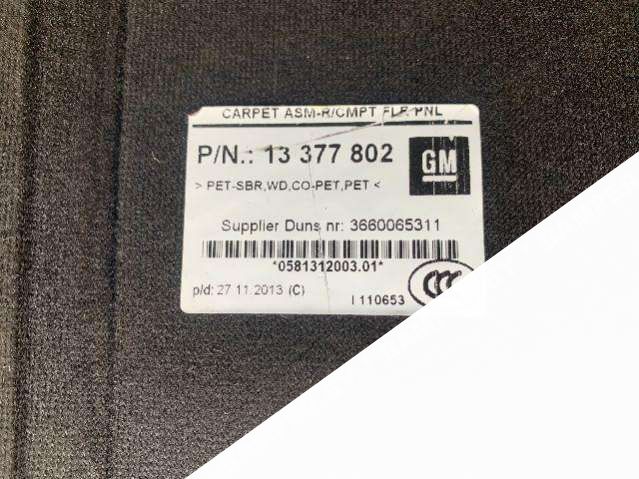 CARPET ASM-R/CMPT FLR PNL
P/N.: 13 377 802
GM
> PET-SBR,WD,CO-PET,PET <
Supplier Duns nr: 3660065311
*0581312003.01*
p/d: 27.11.2013 (C)
I 110653
CCC